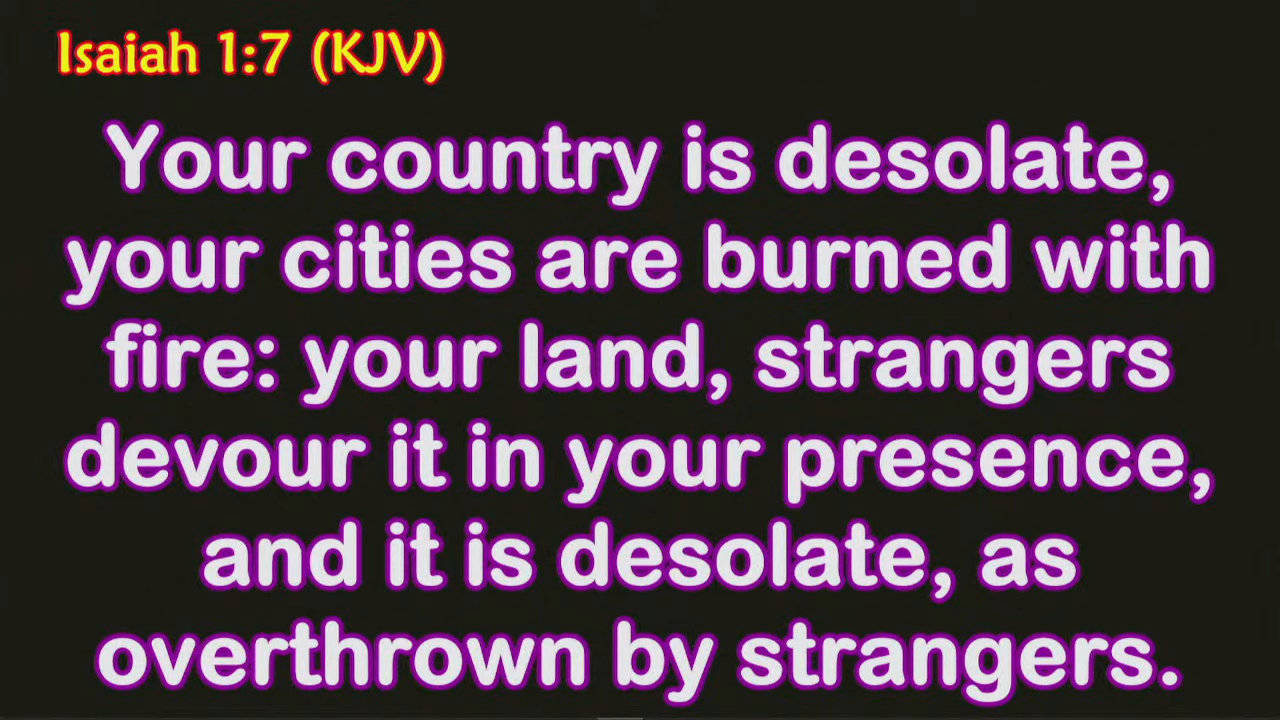 Isaiah 1:7 (KJV)
Your country is desolate,
your cities are burned with
fire: your land, strangers
devour it in your presence,
and it is desolate, as
overthrown by strangers.